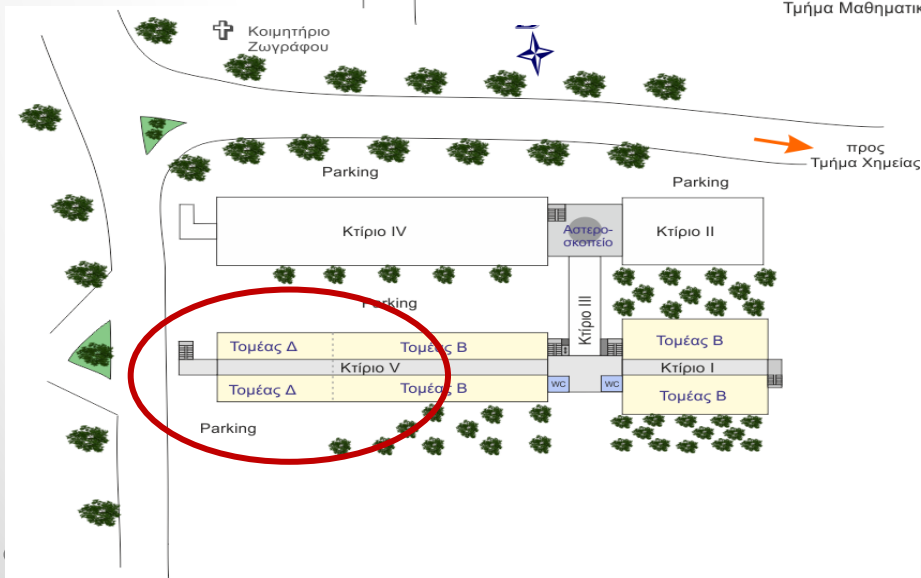 Τμήμα Μαθηματικ
Κοιμητήριο
Ζωγράφου
προς
Τμήμα Χημείας
Parking
Parking
Κτίριο IV
Αστερο-
σκοπείο
Κτίριο II
Κτίριο III
Parking
Τομέας Δ
Τομέας Β
Τομέας Β
Κτίριο V
Κτίριο I
Τομέας Δ
Τομέας Β
WC
WC
Τομέας Β
Parking